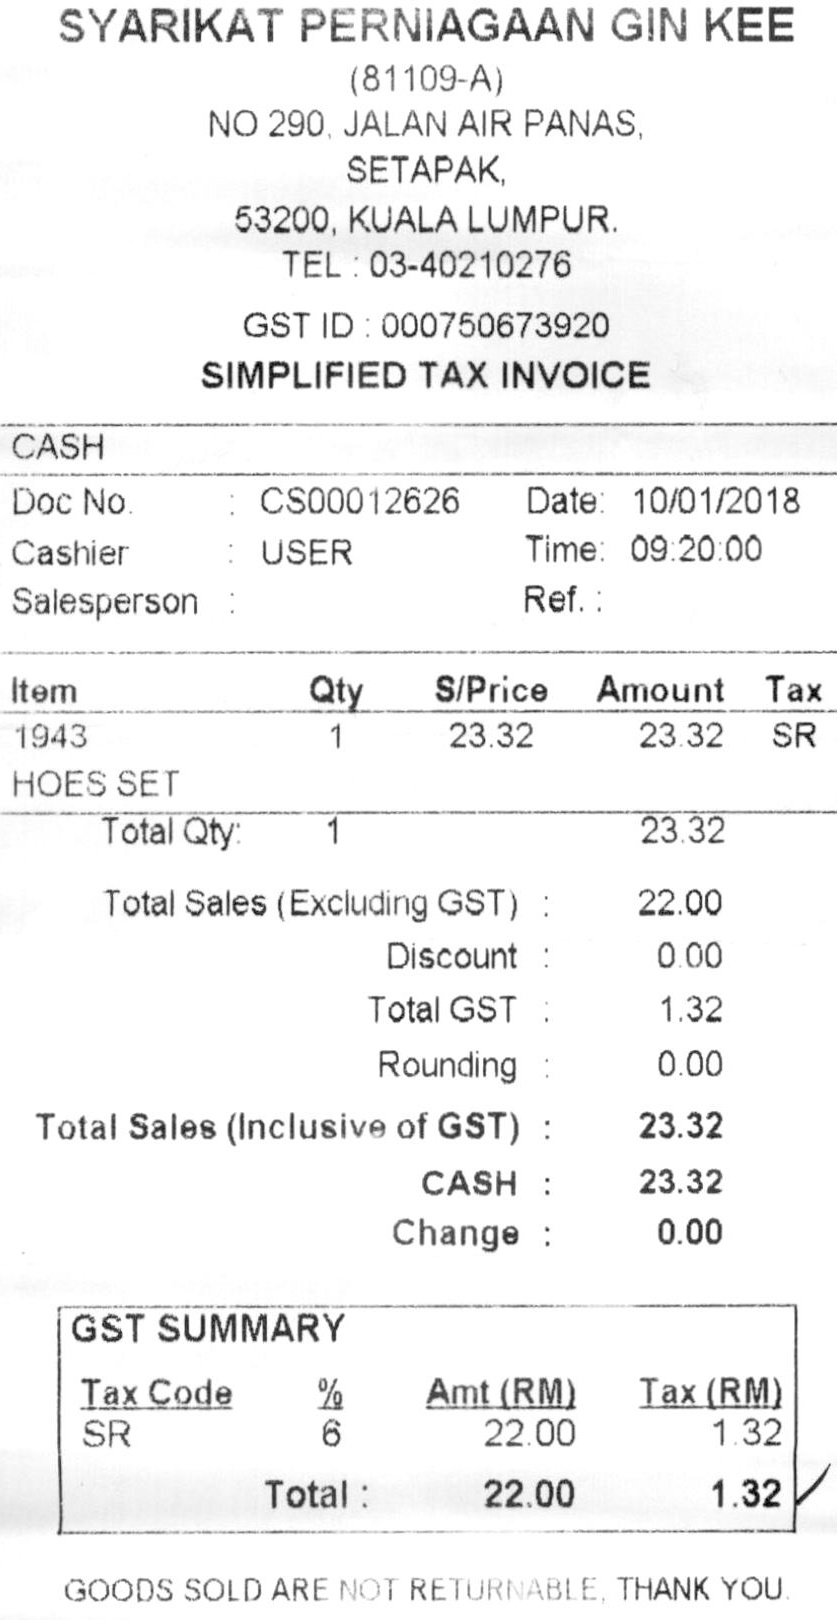 SYARIKAT PERNIAGAAN GIN KEE
(81109-A)
NO 290, JALAN AIR PANAS,
SETAPAK,
53200, KUALA LUMPUR.
TEL : 03-40210276
GST ID : 000750673920
SIMPLIFIED TAX INVOICE
CASH
Doc No. : CS00012626 Date: 10/01/2018
Cashier : USER Time: 09:20:00
Salesperson : Ref. :
Item Qty S/Price Amount Tax
1943 1 23.32 23.32 SR
HOES SET
Total Qty: 1 23.32
Total Sales (Excluding GST) : 22.00
Discount : 0.00
Total GST : 1.32
Rounding : 0.00
Total Sales (Inclusive of GST) : 23.32
CASH : 23.32
Change : 0.00
GST SUMMARY
Tax Code % Amt (RM) Tax (RM)
SR 6 22.00 1.32
Total : 22.00 1.32
GOODS SOLD ARE NOT RETURNABLE, THANK YOU.